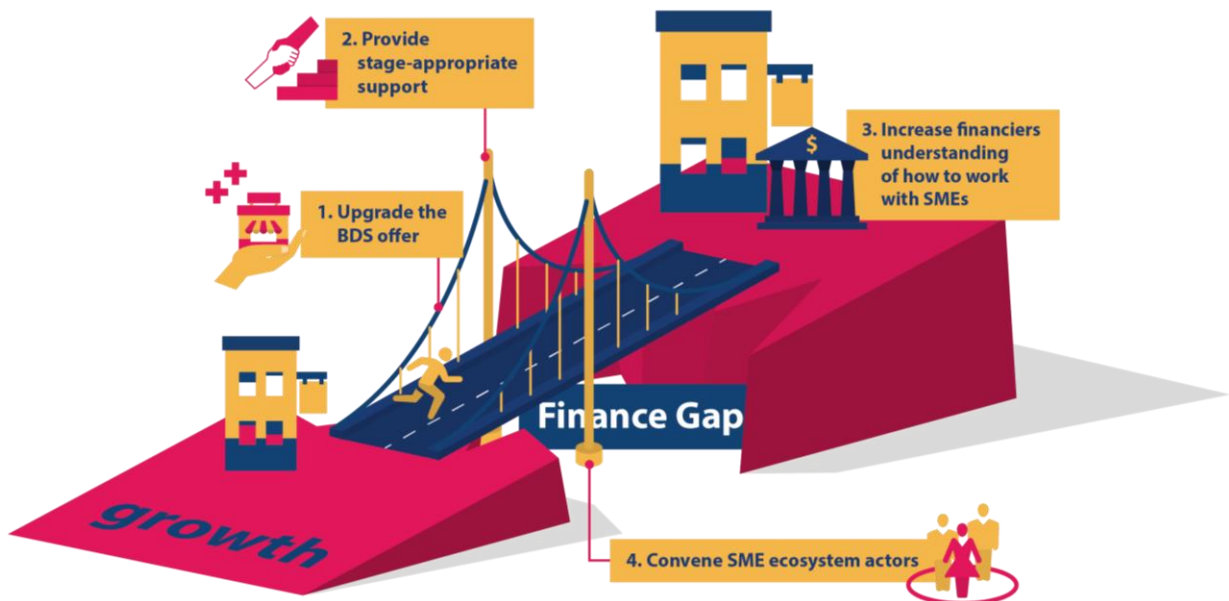 2. Provide
stage-appropriate
support
$
3. Increase financiers
understanding
of how to work
with SMEs
1. Upgrade the
BDS offer
Finance Gap
growth
4. Convene SME ecosystem actors